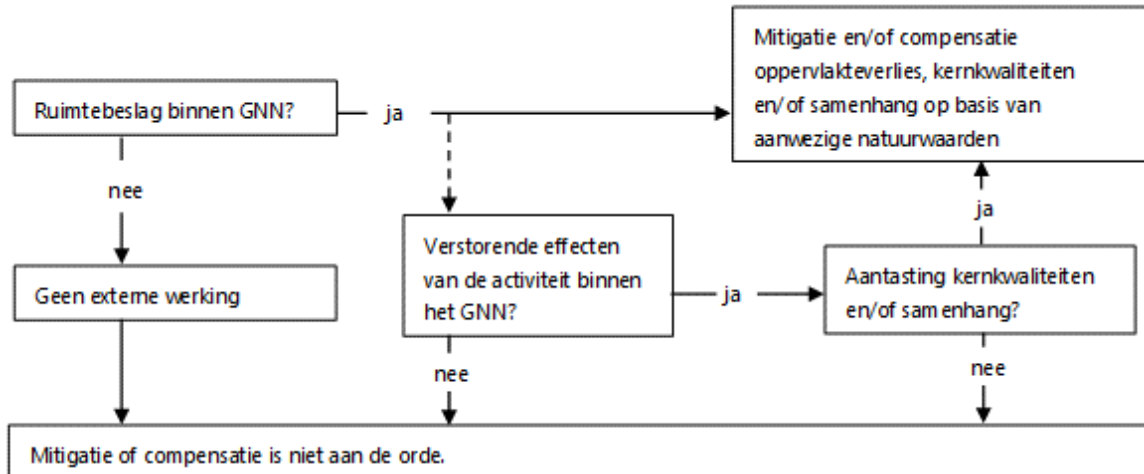 Mitigatie en/of compensatie
oppervlakteverlies, kernkwaliteiten
en/of samenhang op basis van
aanwezige natuurwaarden
Ruimtebeslag binnen GNN?
ja
nee
ja
Verstorende effecten
van de activiteit binnen
het GNN?
Geen externe werking
ja
Aantasting kernkwaliteiten
en/of samenhang?
nee
nee
Mitigatie of compensatie is niet aan de orde.